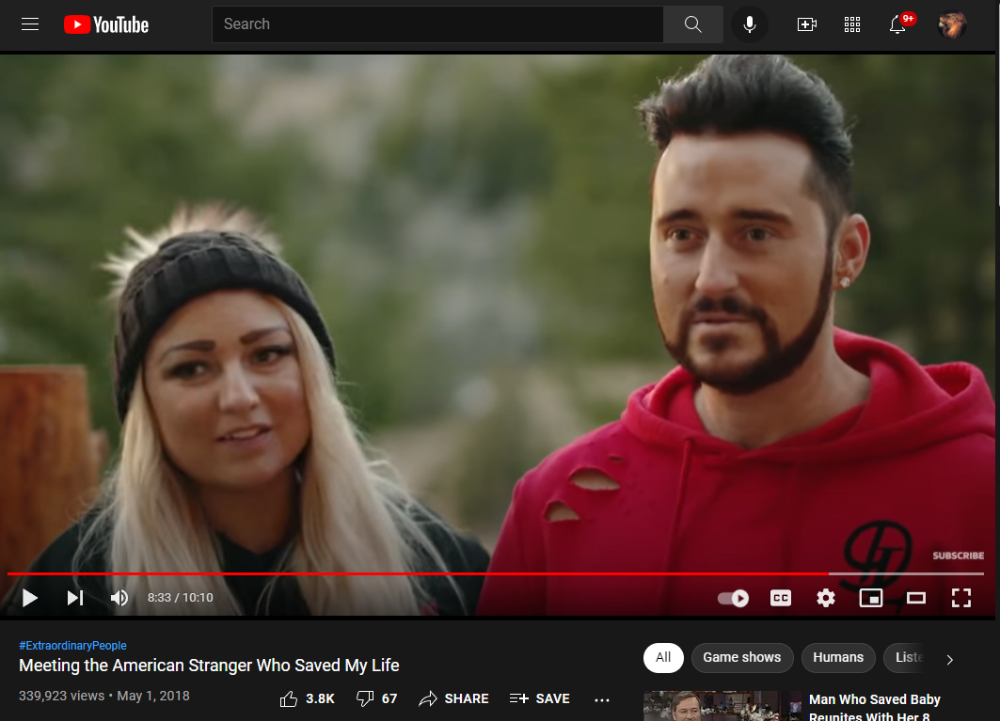 YouTube
Search
9+
SUBSCRIBE
8:33 / 10:10
CC
#ExtraordinaryPeople
Meeting the American Stranger Who Saved My Life
339,923 views • May 1, 2018
3.8K
67
SHARE
SAVE
All
Game shows
Humans
Liste
Man Who Saved Baby
Reunites With Her 8